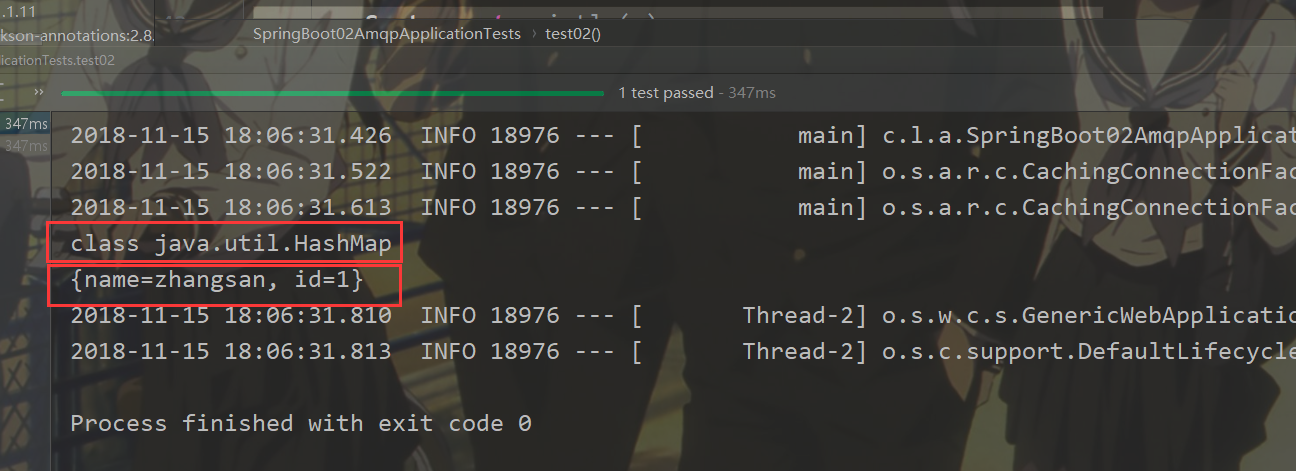 .1.11
kson-annotations:2.8.
SpringBoot02AmqpApplicationTests › test02()
icationTests.test02
» 1 test passed - 347ms
347ms
347ms
2018-11-15 18:06:31.426 INFO 18976 --- [ main] c.l.a.SpringBoot02AmqpApplicat
2018-11-15 18:06:31.522 INFO 18976 --- [ main] o.s.a.r.c.CachingConnectionFac
2018-11-15 18:06:31.613 INFO 18976 --- [ main] o.s.a.r.c.CachingConnectionFac
class java.util.HashMap
{name=zhangsan, id=1}
2018-11-15 18:06:31.810 INFO 18976 --- [ Thread-2] o.s.w.c.s.GenericWebApplicatio
2018-11-15 18:06:31.813 INFO 18976 --- [ Thread-2] o.s.c.support.DefaultLifecycle
Process finished with exit code 0